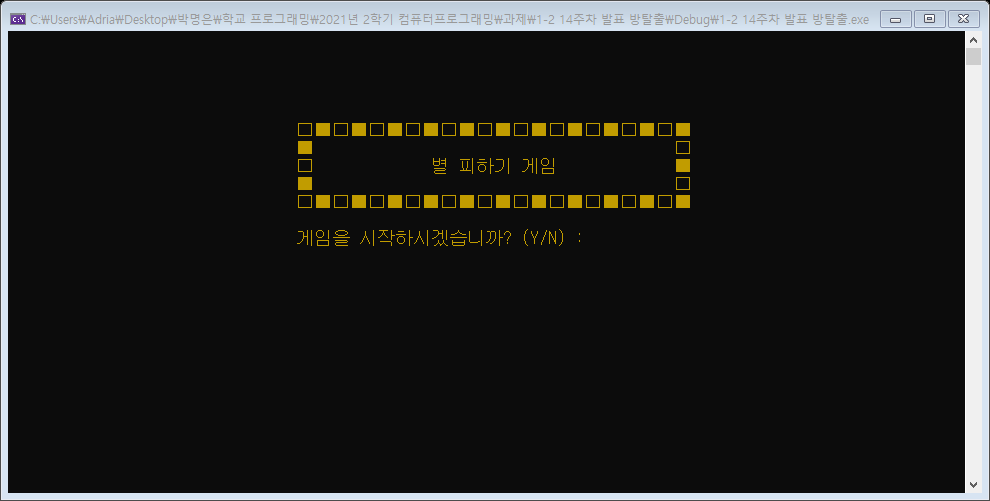 C:\Users\Adria\Desktop\박명은\학교 프로그래밍\2021년 2학기 컴퓨터프로그래밍\과제\1-2 14주차 발표 방탈출\Debug\1-2 14주차 발표 방탈출.exe
□■□■□■□■□■□■□■□■□■□■□■
■ □
□ 별 피하기 게임 ■
■ □
□■□■□■□■□■□■□■□■□■□■□■
게임을 시작하시겠습니까? (Y/N) :